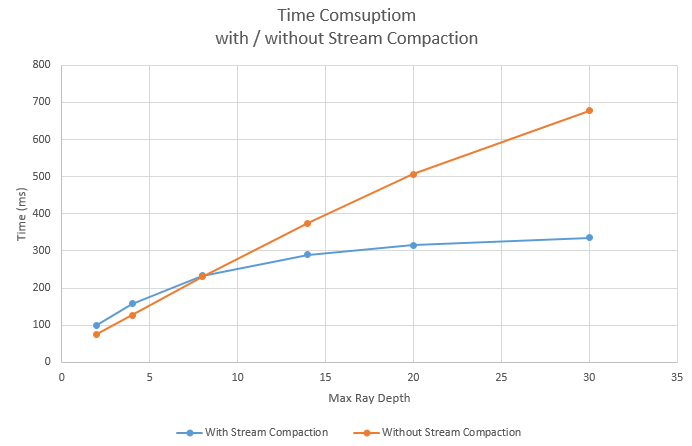 Time Comsuptiom
with / without Stream Compaction
800
700
600
500
400
300
200
100
0
Time (ms)
0 5 10 15 20 25 30 35
Max Ray Depth
With Stream Compaction Without Stream Compaction